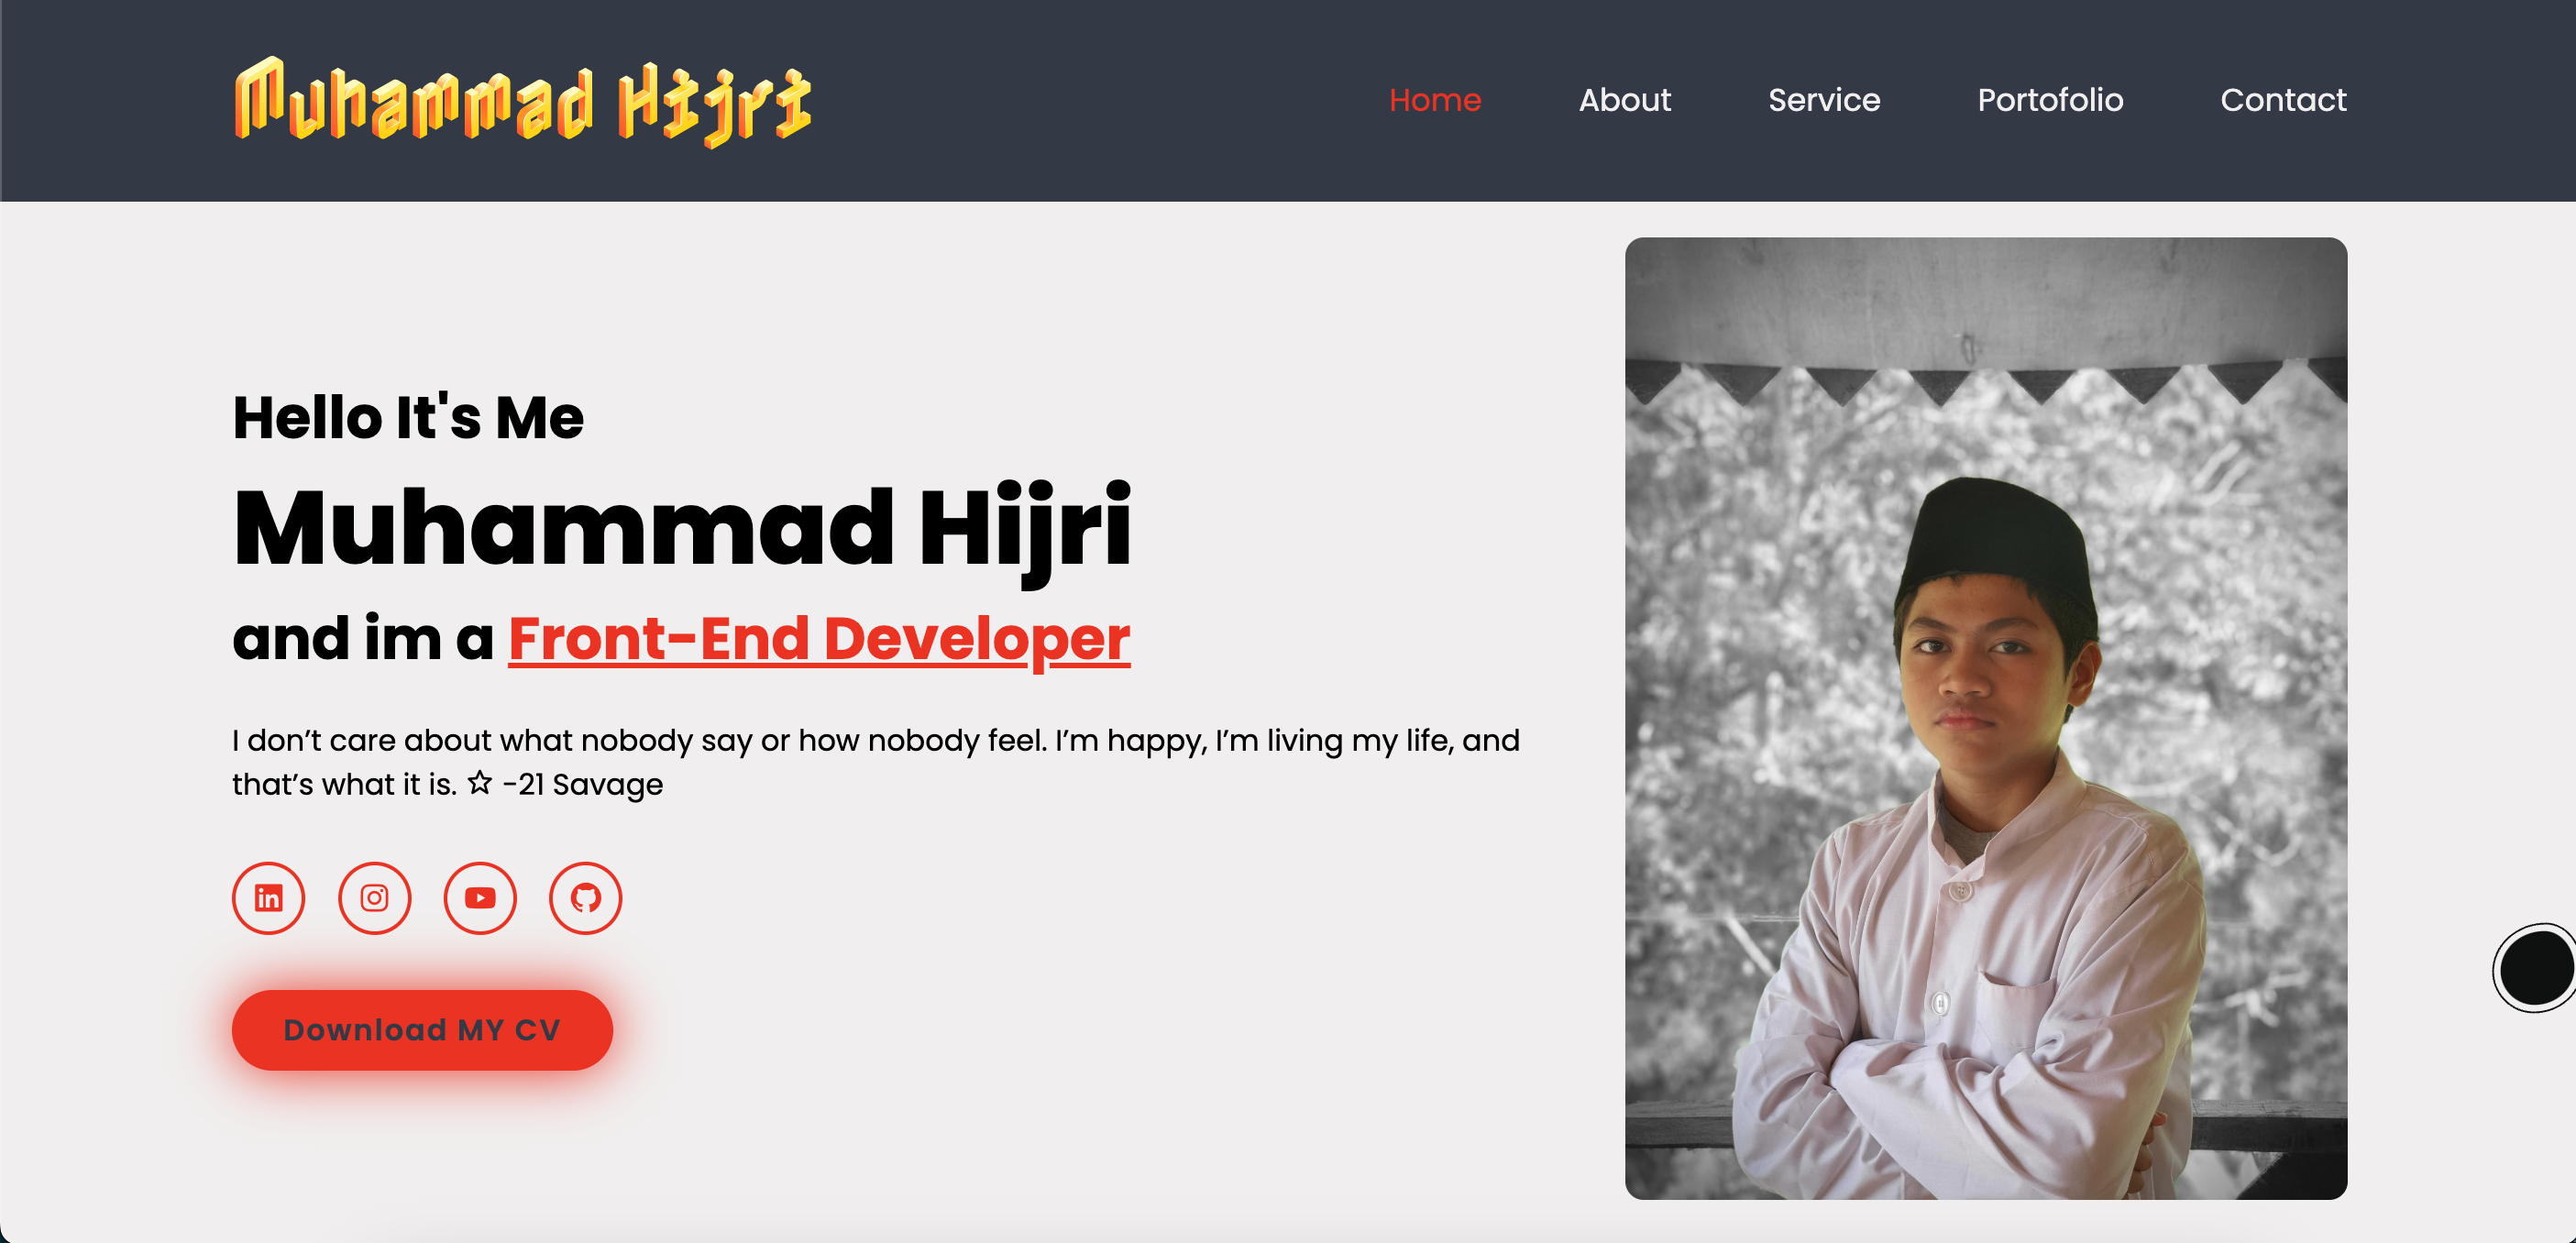 Muhammad Hijri
Home About Service Portofolio Contact
Hello It's Me
Muhammad Hijri
and im a Front-End Developer
I don’t care about what nobody say or how nobody feel. I’m happy, I’m living my life, and
that’s what it is. ☆ -21 Savage
in
Download MY CV